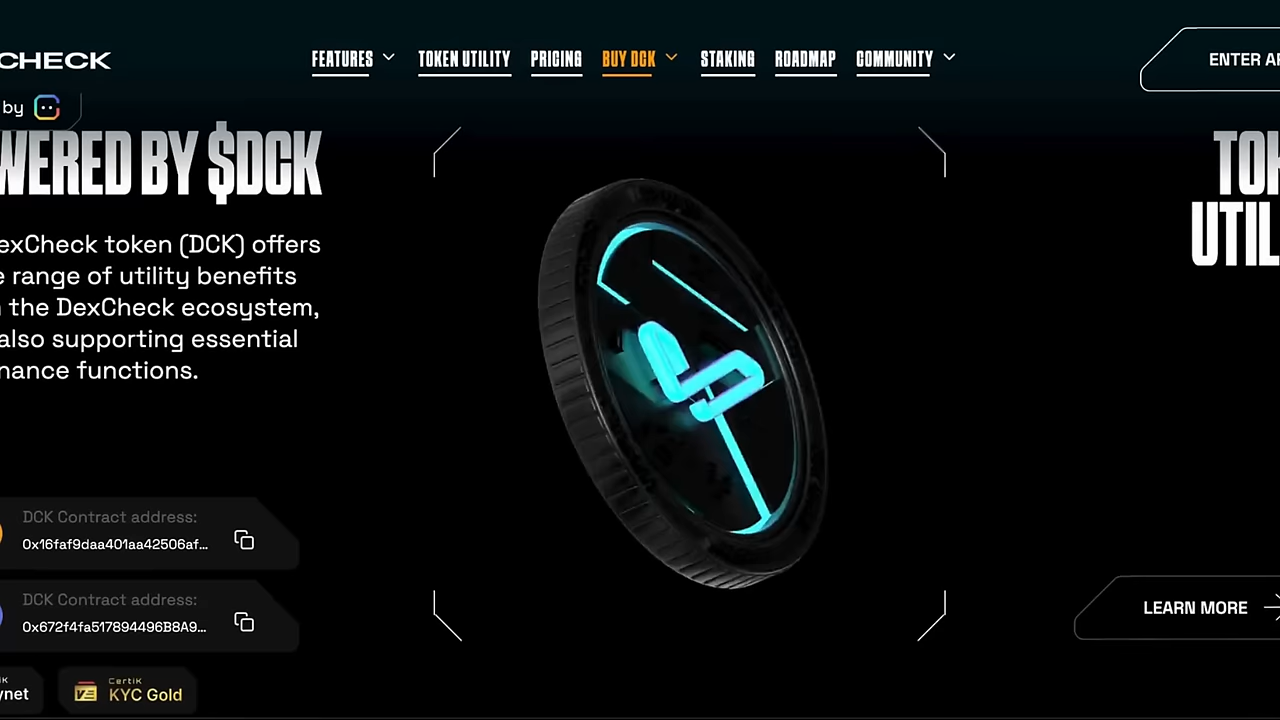 CHECK
FEATURES
TOKEN UTILITY
PRICING
BUY DCK
STAKING
ROADMAP
COMMUNITY
ENTER AP
by
WERED BY $DCK
exCheck token (DCK) offers
e range of utility benefits
the DexCheck ecosystem,
also supporting essential
nance functions.
TOK
UTIL
DCK Contract address:
0x16faf9daa401aa42506af...
DCK Contract address:
0x672f4fa517894496B8A9...
LEARN MORE
ynet
CertiK
KYC Gold